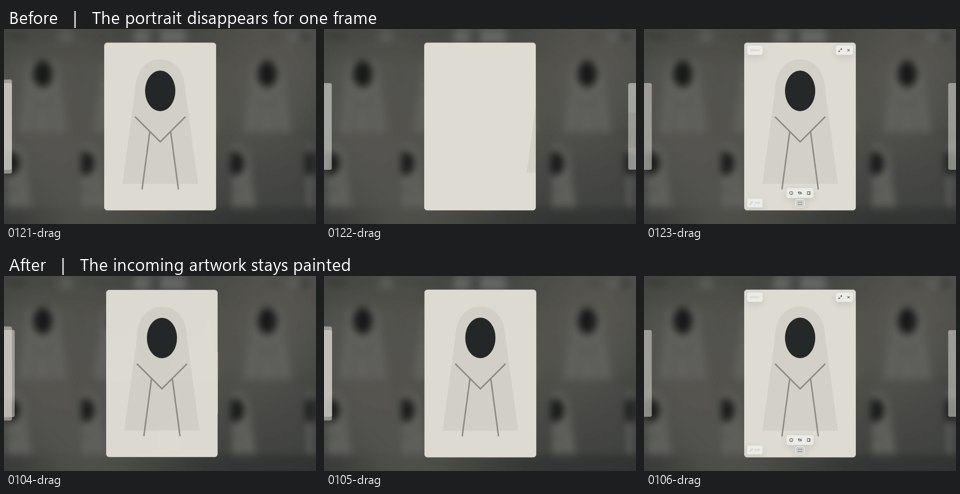 Before | The portrait disappears for one frame
0121-drag
0122-drag
0123-drag
After | The incoming artwork stays painted
0104-drag
0105-drag
0106-drag